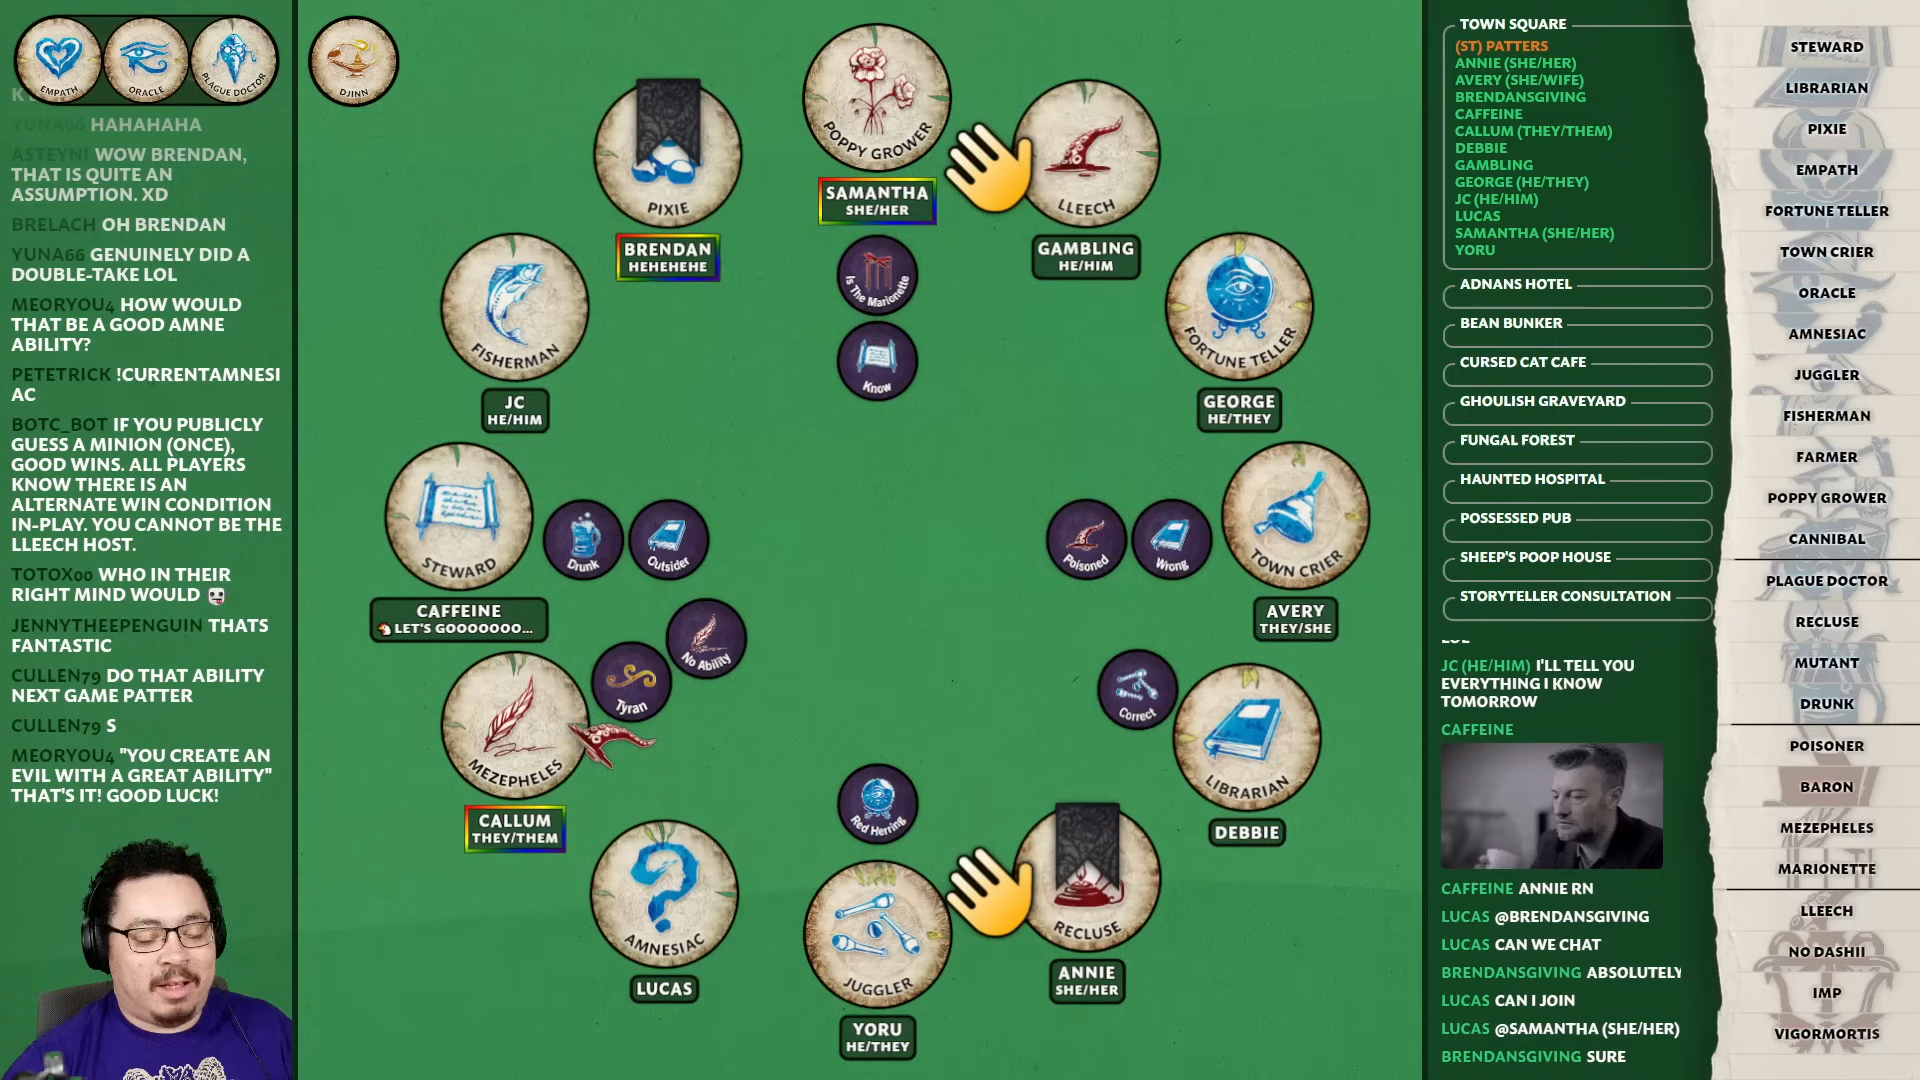 EMPATH
ORACLE
PLAGUE DOCTOR
DJINN
YUNA66 HAHAHAHA
ASTEYNI WOW BRENDAN,
THAT IS QUITE AN
ASSUMPTION. XD
BRELACH OH BRENDAN
YUNA66 GENUINELY DID A
DOUBLE-TAKE LOL
MEORYOU4 HOW WOULD
THAT BE A GOOD AMNE
ABILITY?
PETETRICK !CURRENTAMNESI
AC
BOTC_BOT IF YOU PUBLICLY
GUESS A MINION (ONCE),
GOOD WINS. ALL PLAYERS
KNOW THERE IS AN
ALTERNATE WIN CONDITION
IN-PLAY. YOU CANNOT BE THE
LLEECH HOST.
TOTOX00 WHO IN THEIR
RIGHT MIND WOULD
JENNYTHEEPENGUIN THATS
FANTASTIC
CULLEN79 DO THAT ABILITY
NEXT GAME PATTER
CULLEN79 S
MEORYOU4 "YOU CREATE AN
EVIL WITH A GREAT ABILITY"
THAT'S IT! GOOD LUCK!
PIXIE
BRENDAN
HEHEHEHE
POPPY GROWER
SAMANTHA
SHE/HER
Is The Marionette
Know
LLEECH
GAMBLING
HE/HIM
FORTUNE TELLER
GEORGE
HE/THEY
FISHERMAN
JC
HE/HIM
STEWARD
Drunk
Outsider
CAFFEINE
LET'S GOOOOOOO...
Poisoned
Wrong
TOWN CRIER
AVERY
THEY/SHE
MEZEPHELES
Tyran
No Ability
CALLUM
THEY/THEM
Correct
LIBRARIAN
DEBBIE
AMNESIAC
LUCAS
Red Herring
JUGGLER
YORU
HE/THEY
RECLUSE
ANNIE
SHE/HER
TOWN SQUARE
(ST) PATTERS
ANNIE (SHE/HER)
AVERY (SHE/WIFE)
BRENDANSGIVING
CAFFEINE
CALLUM (THEY/THEM)
DEBBIE
GAMBLING
GEORGE (HE/THEY)
JC (HE/HIM)
LUCAS
SAMANTHA (SHE/HER)
YORU
ADNANS HOTEL
BEAN BUNKER
CURSED CAT CAFE
GHOULISH GRAVEYARD
FUNGAL FOREST
HAUNTED HOSPITAL
POSSESSED PUB
SHEEP'S POOP HOUSE
STORYTELLER CONSULTATION
JC (HE/HIM) I'LL TELL YOU
EVERYTHING I KNOW
TOMORROW
CAFFEINE
CAFFEINE ANNIE RN
LUCAS @BRENDANSGIVING
LUCAS CAN WE CHAT
BRENDANSGIVING ABSOLUTELY
LUCAS CAN I JOIN
LUCAS @SAMANTHA (SHE/HER)
BRENDANSGIVING SURE
STEWARD
LIBRARIAN
PIXIE
EMPATH
FORTUNE TELLER
TOWN CRIER
ORACLE
AMNESIAC
JUGGLER
FISHERMAN
FARMER
POPPY GROWER
CANNIBAL
PLAGUE DOCTOR
RECLUSE
MUTANT
DRUNK
POISONER
BARON
MEZEPHELES
MARIONETTE
LLEECH
NO DASHII
IMP
VIGORMORTIS